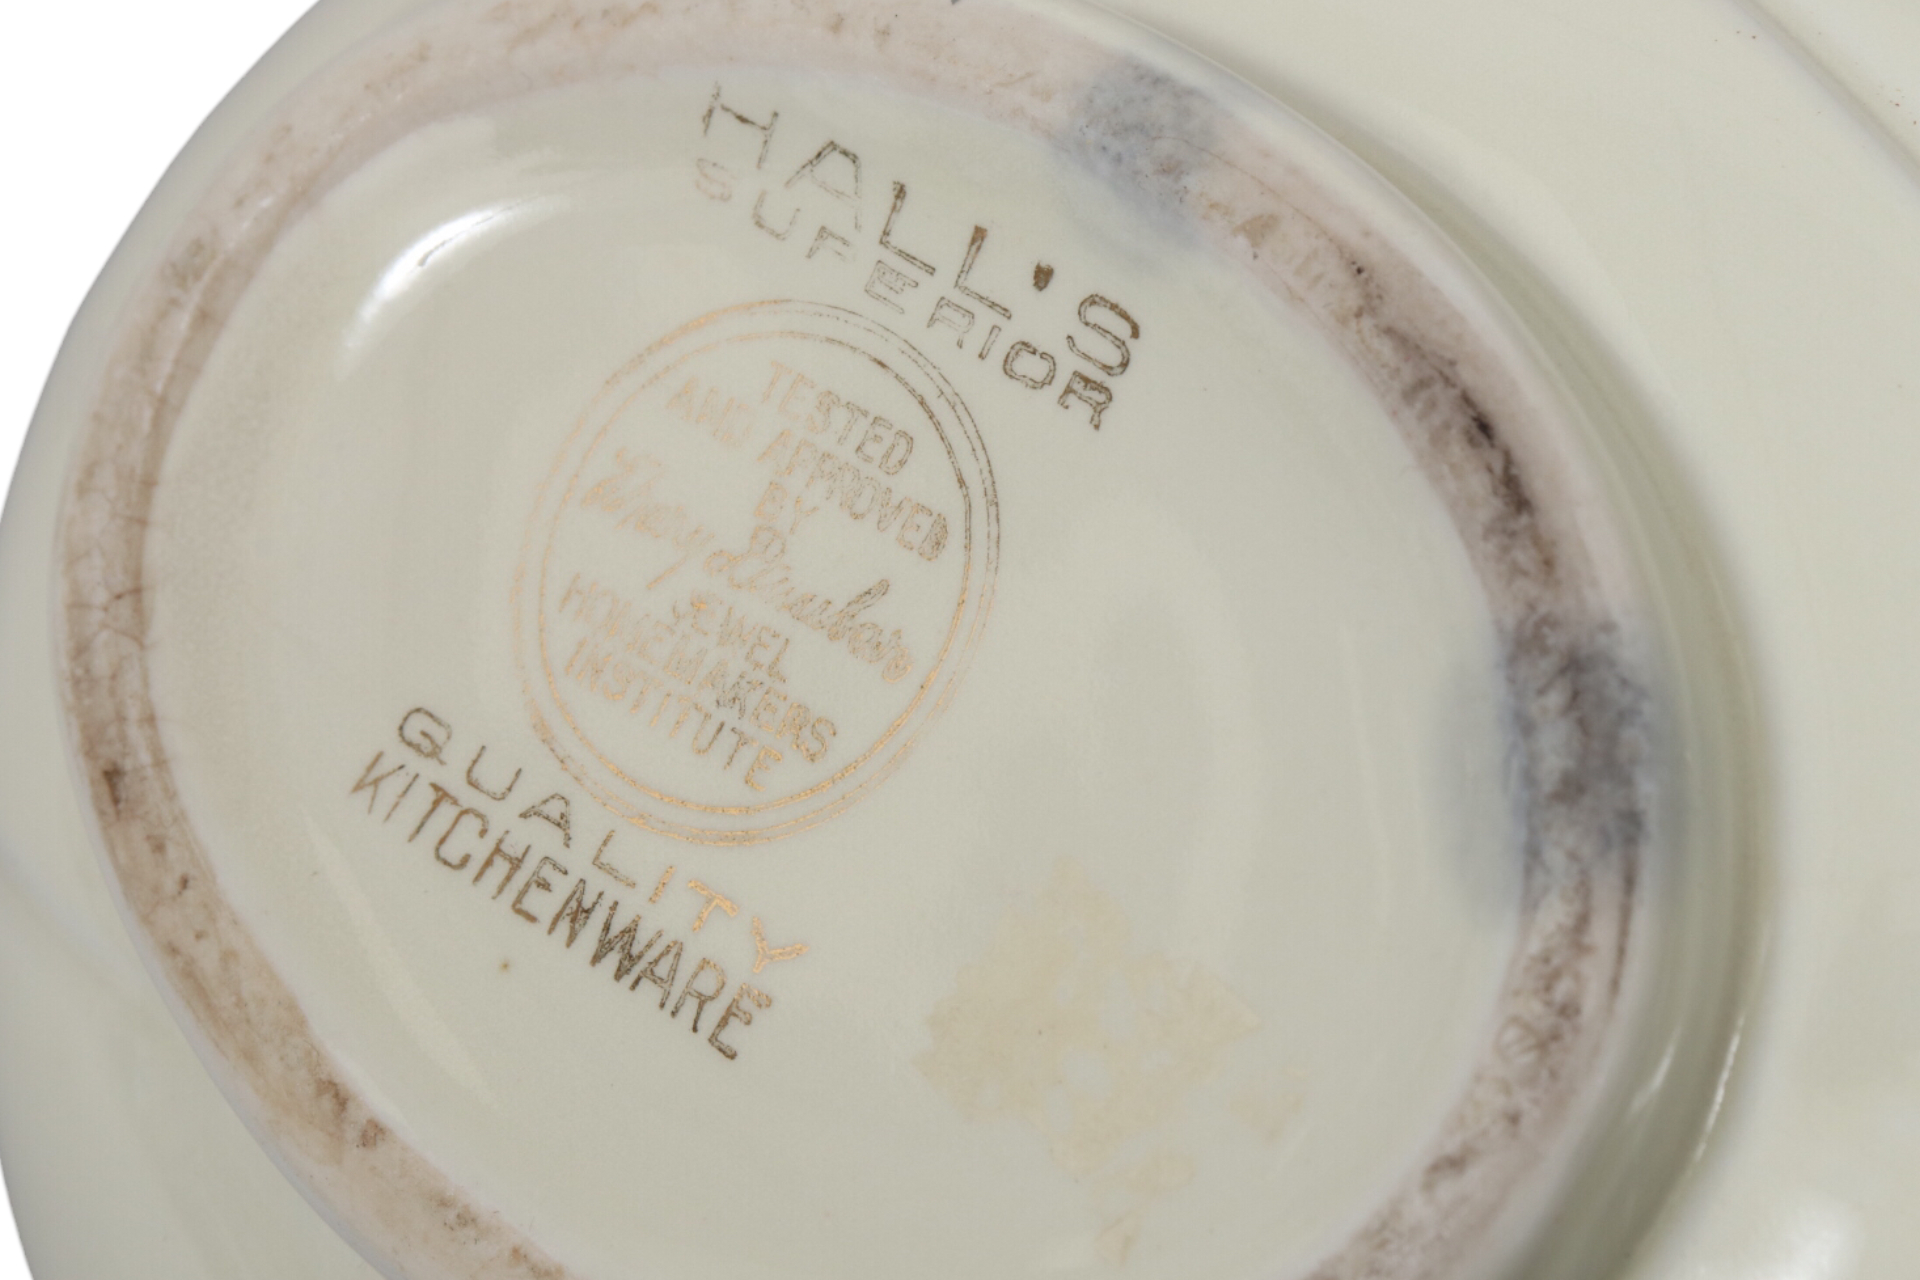 HALL'S
SUPERIOR
TESTED
AND APPROVED
BY
Mary Dunbar
JEWEL
HOMEMAKERS
INSTITUTE
QUALITY
KITCHENWARE